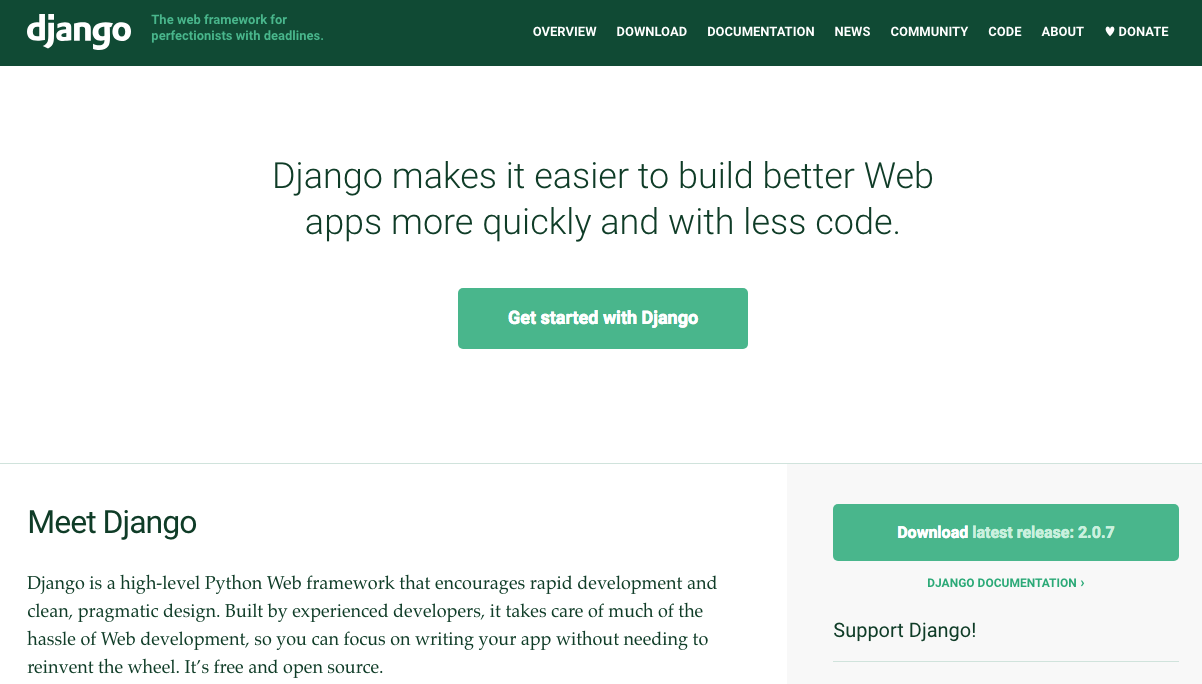 django
The web framework for
perfectionists with deadlines.
OVERVIEW DOWNLOAD DOCUMENTATION NEWS COMMUNITY CODE ABOUT ♥ DONATE
Django makes it easier to build better Web
apps more quickly and with less code.
Get started with Django
Meet Django
Django is a high-level Python Web framework that encourages rapid development and
clean, pragmatic design. Built by experienced developers, it takes care of much of the
hassle of Web development, so you can focus on writing your app without needing to
reinvent the wheel. It’s free and open source.
Download latest release: 2.0.7
DJANGO DOCUMENTATION ›
Support Django!